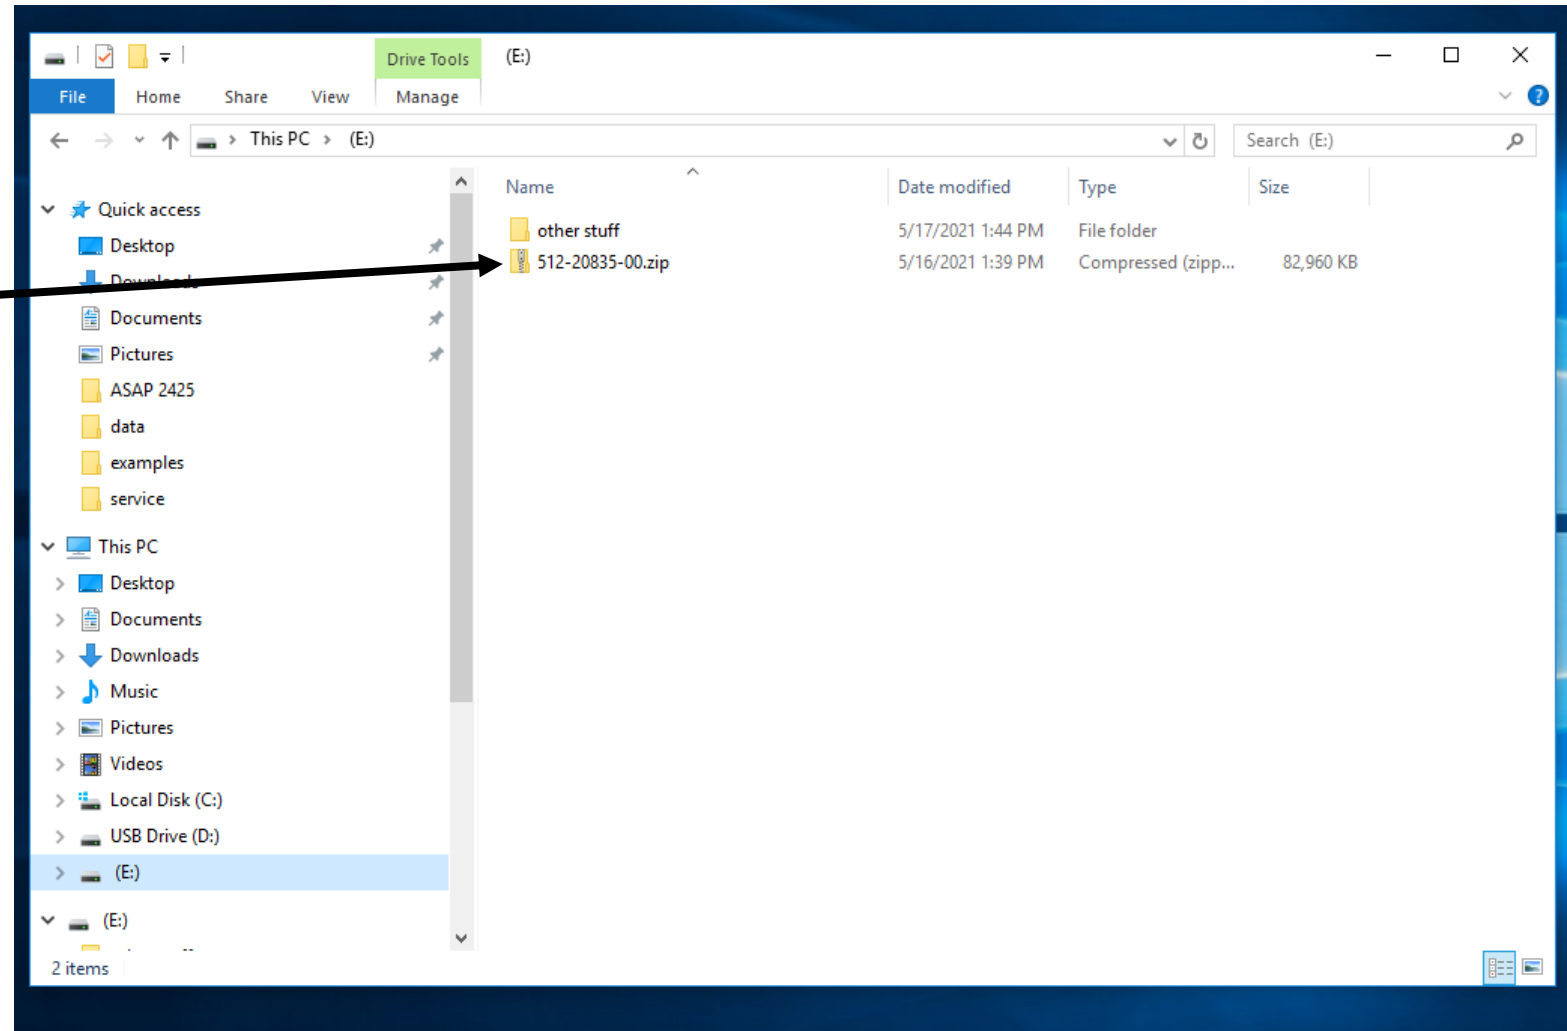 Drive Tools (E:)
File Home Share View Manage
This PC (E:) Search (E:)
Name Date modified Type Size
Quick access
other stuff 5/17/2021 1:44 PM File folder
Desktop
512-20835-00.zip 5/16/2021 1:39 PM Compressed (zipp... 82,960 KB
Downloads
Documents
Pictures
ASAP 2425
data
examples
service
This PC
Desktop
Documents
Downloads
Music
Pictures
Videos
Local Disk (C:)
USB Drive (D:)
(E:)
(E:)
2 items